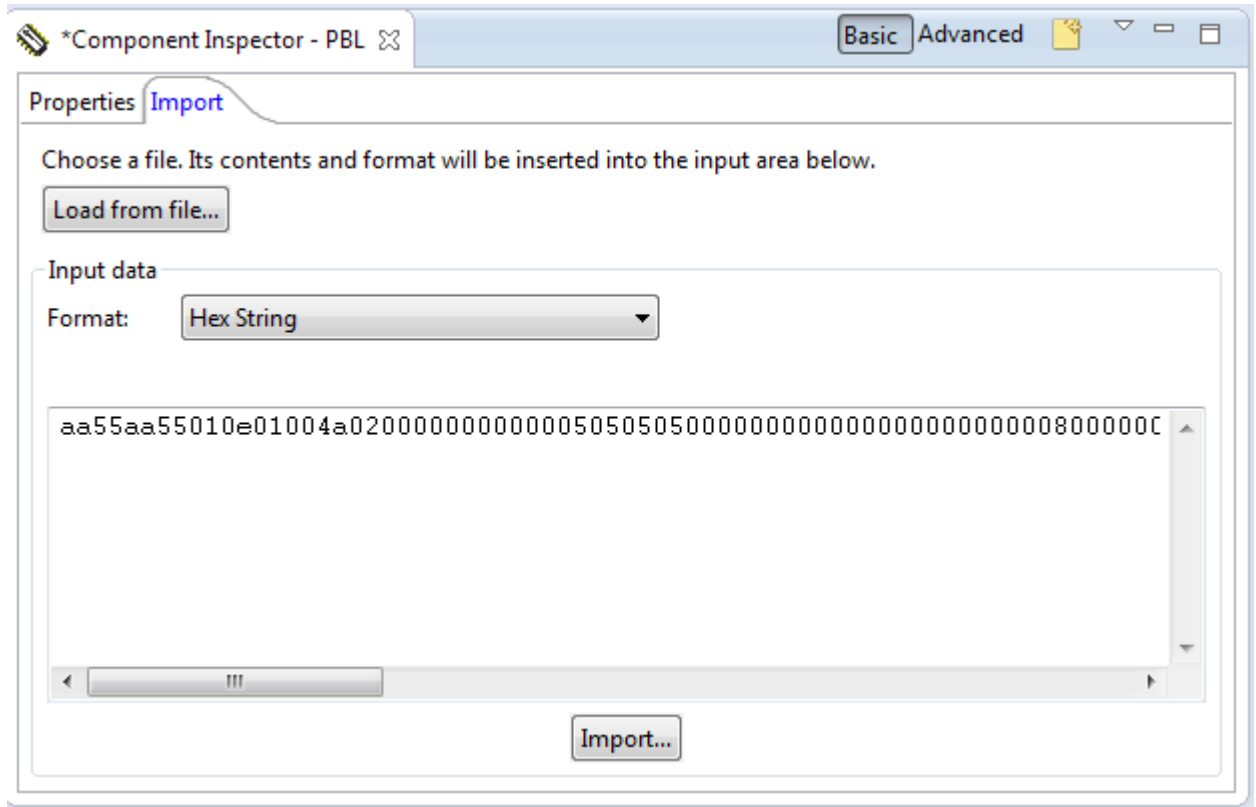 *Component Inspector - PBL
Basic Advanced
Properties Import
Choose a file. Its contents and format will be inserted into the input area below.
Load from file...
Input data
Format: Hex String
aa55aa55010e01004a02000000000000505050500000000000000000000000800000
Import...